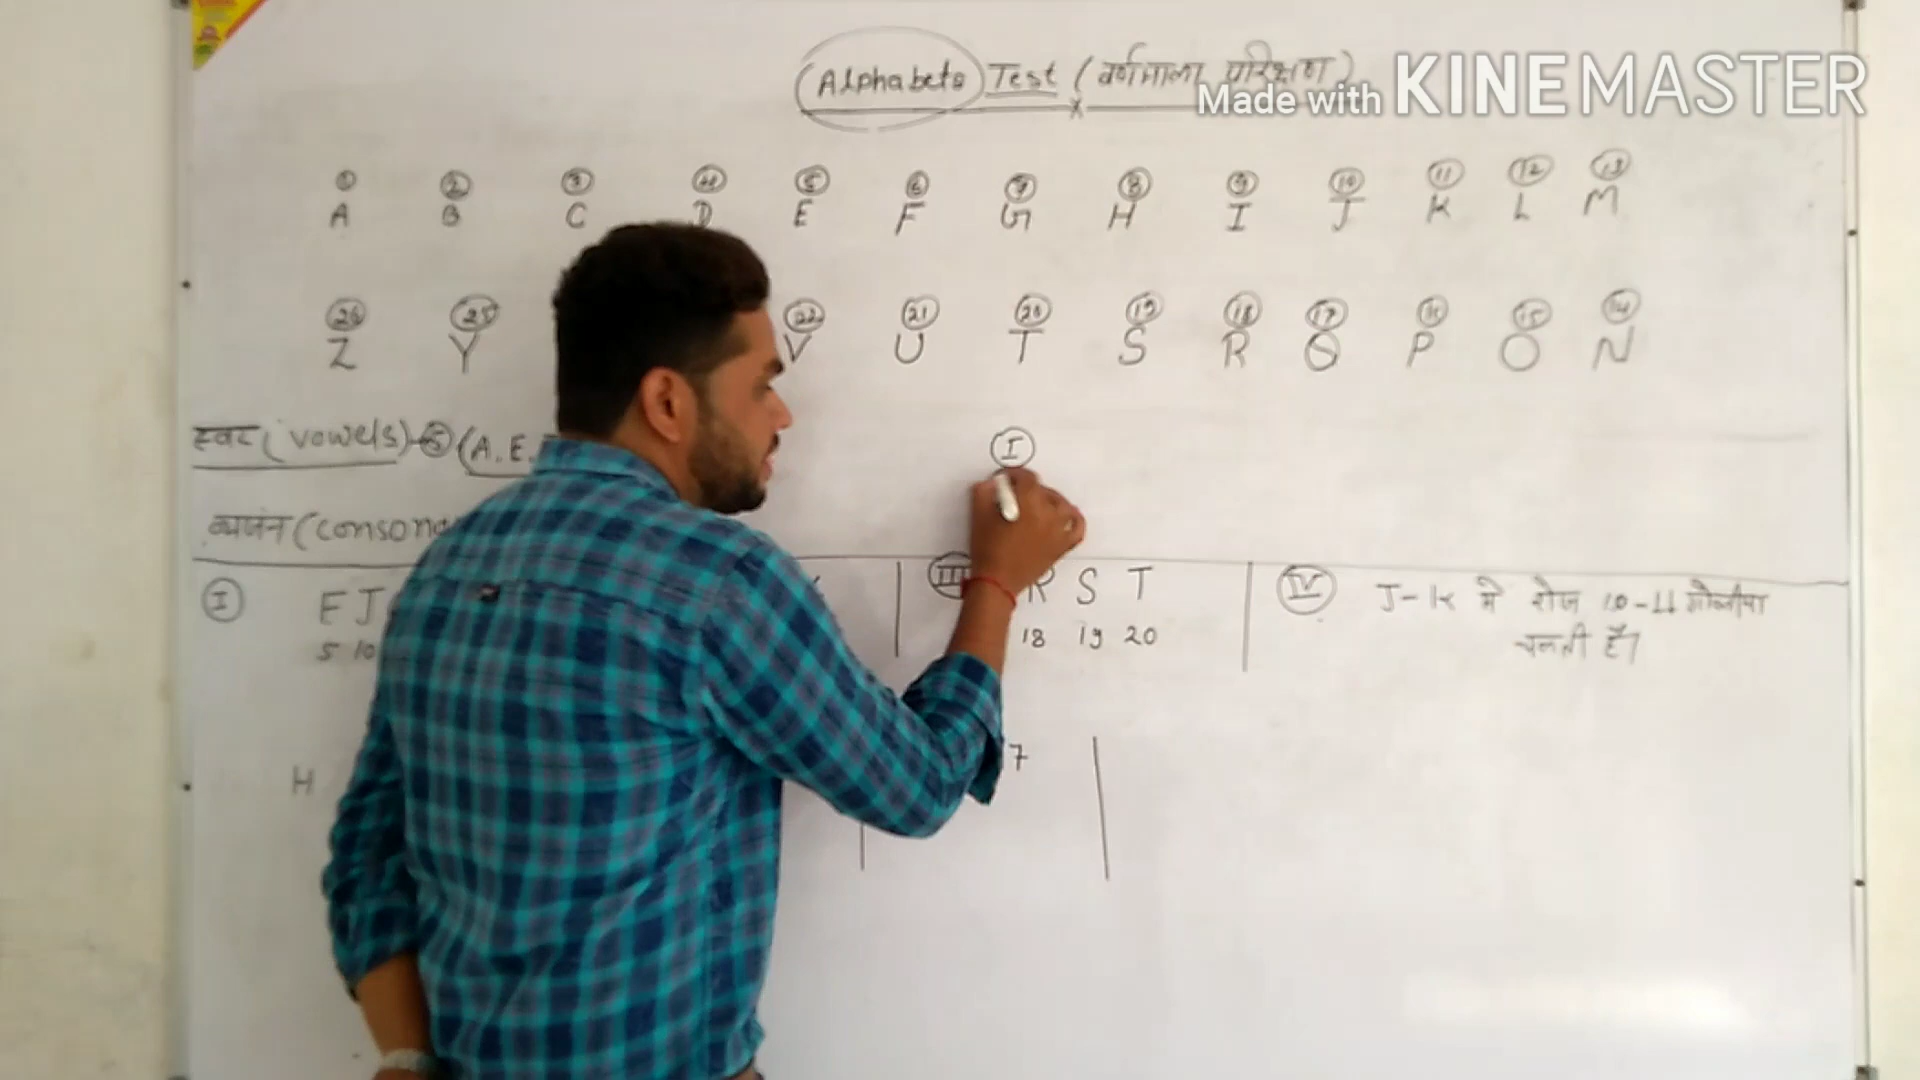 Alphabets Test (वर्णमाला परिक्षण)
Made with KINEMASTER
1 2 3 4 5 6 7 8 9 10 11 12 13
A B C D E F G H I J K L M
26 25 22 21 20 19 18 17 16 15 14
Z Y V U T S R Q P O N
स्वर (vowels) - 5 (A.E.
I
व्यजंन (consona
I EJ III R S T IV J-K मे रोज 10-11 गोलीया
5 10 18 19 20 चलती हैं।
H 7